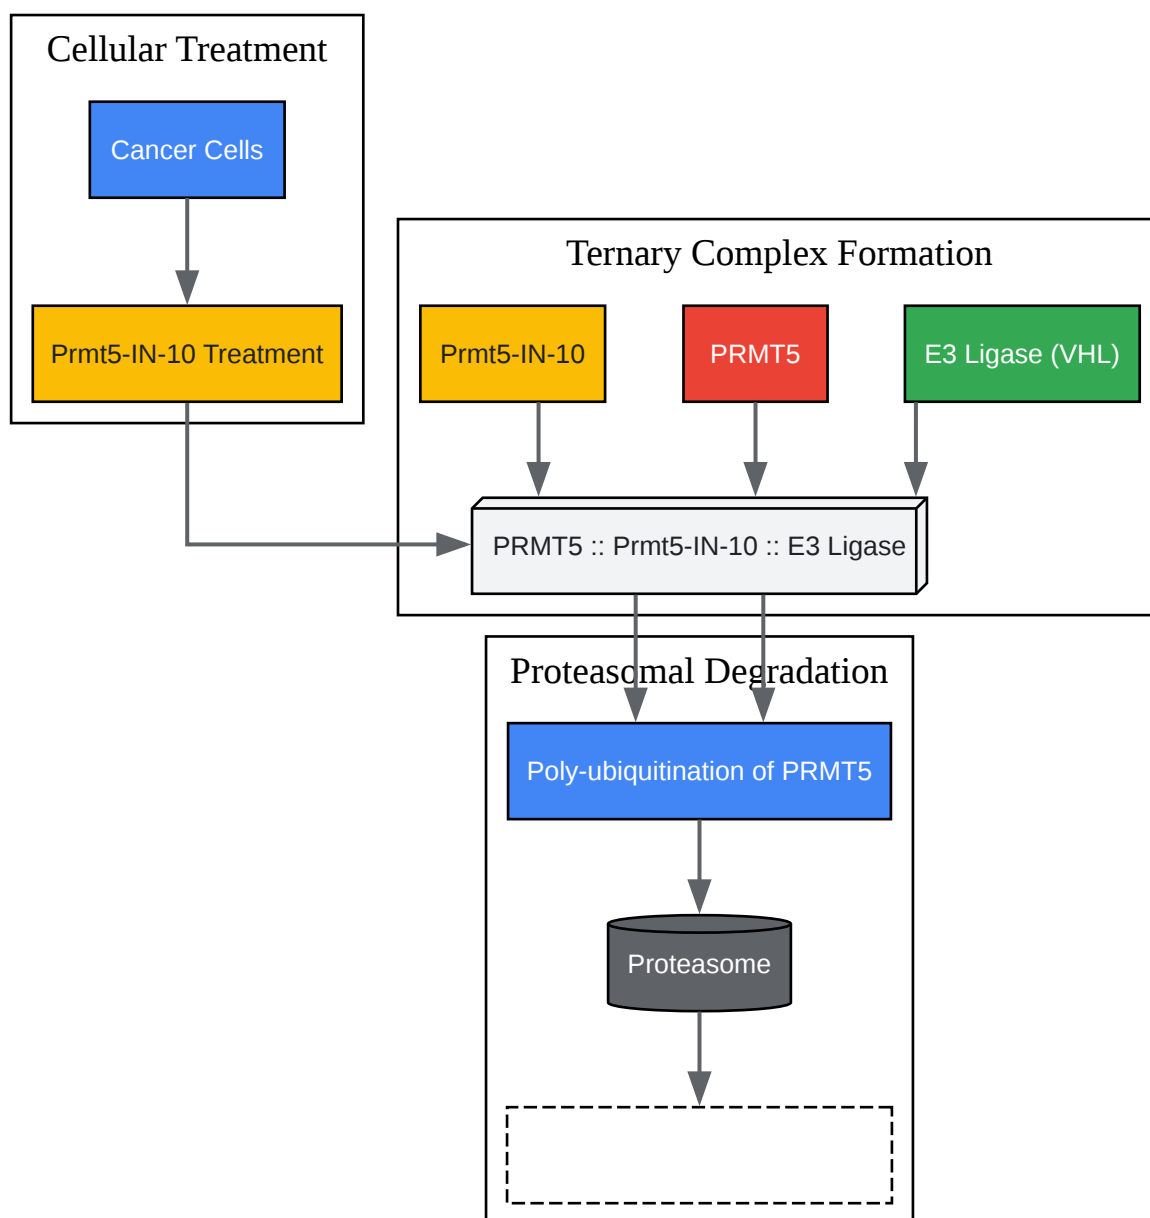 Cellular Treatment
Cancer Cells
Prmt5-IN-10 Treatment
Ternary Complex Formation
Prmt5-IN-10
PRMT5
E3 Ligase (VHL)
PRMT5 :: Prmt5-IN-10 :: E3 Ligase
Proteasomal Degradation
Poly-ubiquitination of PRMT5
Proteasome